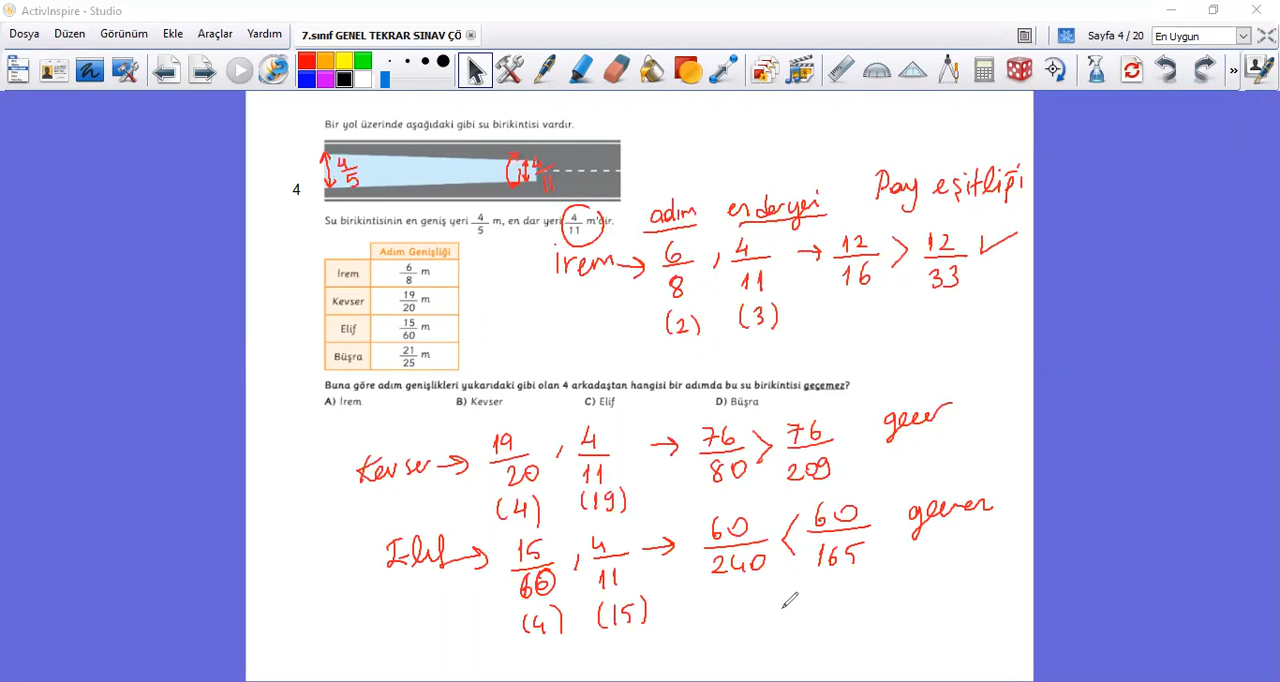 ActivInspire - Studio
Dosya Düzen Görünüm Ekle Araçlar Yardım
7.sınıf GENEL TEKRAR SINAV ÇÖ
Sayfa 4 / 20 En Uygun
Bir yol üzerinde aşağıdaki gibi su birikintisi vardır.
4/5 4/11
4
Pay eşitliği
Su birikintisinin en geniş yeri 4/5 m, en dar yeri 4/11 m'dir.
adım en dar yeri
İrem → 6/8 , 4/11 → 12/16 > 12/33 ✓
(2) (3)
Adım Genişliği
İrem 6/8 m
Kevser 19/20 m
Elif 15/60 m
Büşra 21/25 m
Buna göre adım genişlikleri yukarıdaki gibi olan 4 arkadaştan hangisi bir adımda bu su birikintisi geçemez?
A) İrem B) Kevser C) Elif D) Büşra
Kevser → 19/20 , 4/11 → 76/80 > 76/209 geçer
(4) (19)
Elif → 15/60 , 4/11 → 60/240 < 60/165 geçemez
(4) (15)